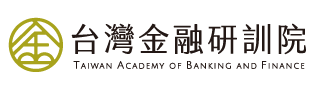 台灣金融研訓院
TAIWAN ACADEMY OF BANKING AND FINANCE